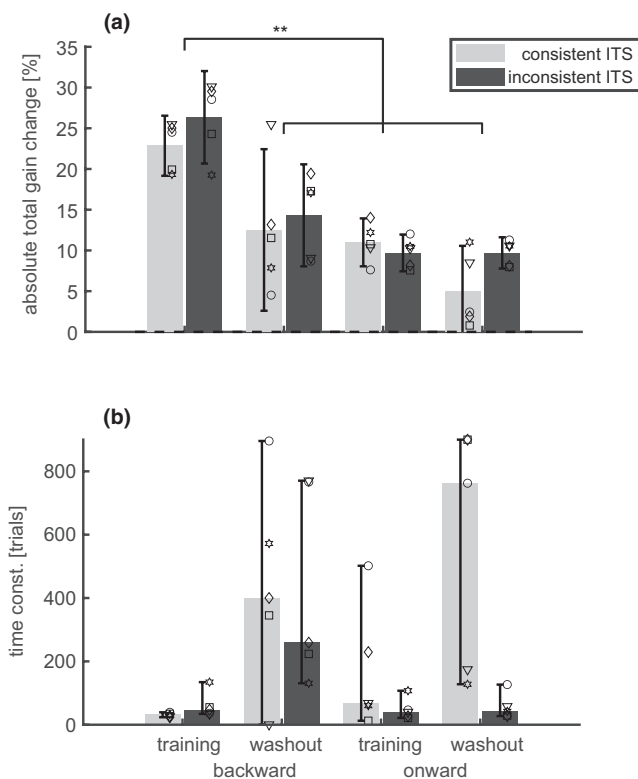 (a)
**
consistent ITS
inconsistent ITS
absolute total gain change [%]
35
30
25
20
15
10
5
0
(b)
time const. [trials]
800
600
400
200
0
training washout training washout
backward onward